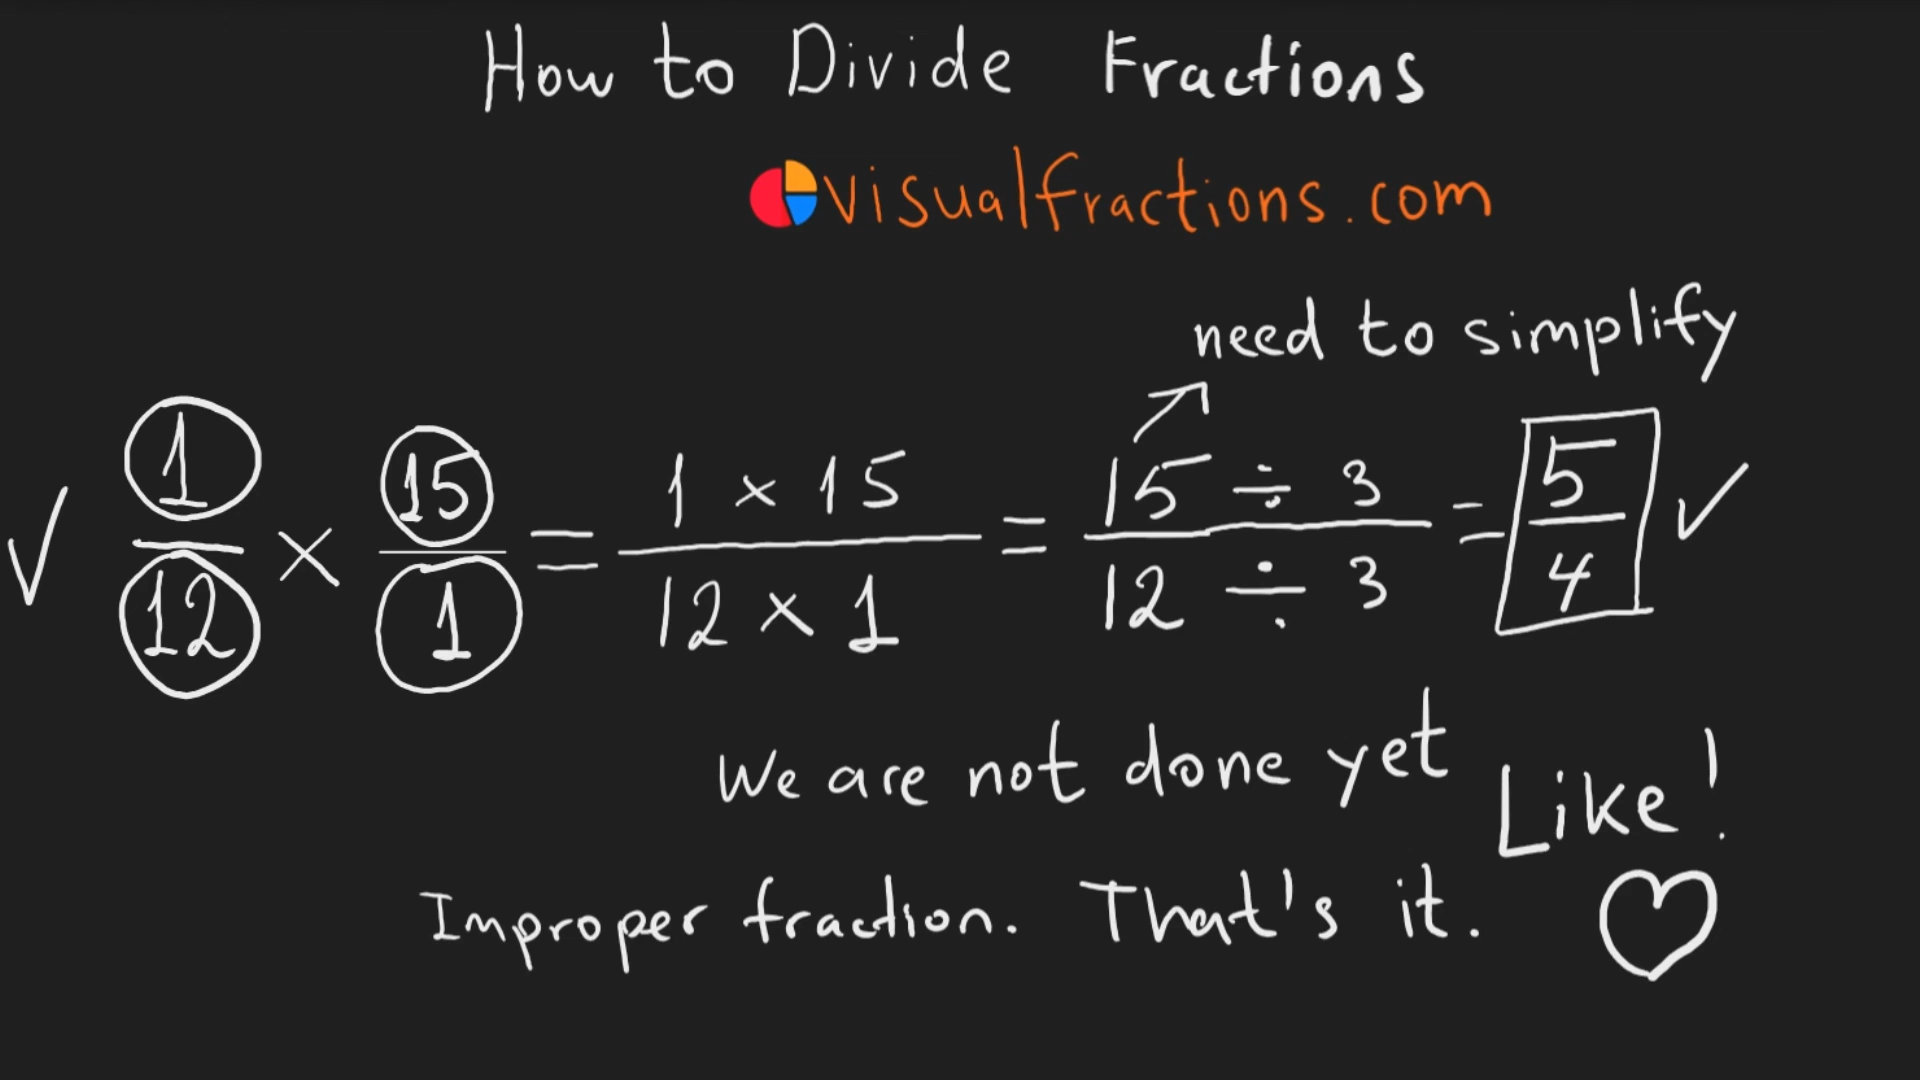 How to Divide Fractions
visualfractions.com
need to simplify
✓ 1/12 × 15/1 = 1 × 15/12 × 1 = 15 ÷ 3/12 ÷ 3 = 5/4 ✓
We are not done yet
Like!
Improper fraction. That's it.